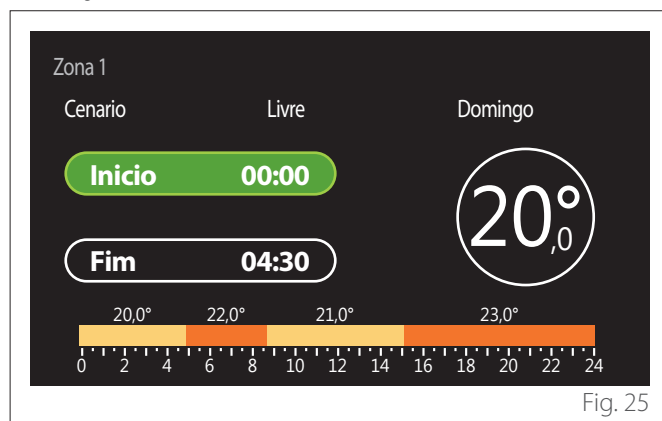 Zona 1
Cenario Livre Domingo
Inicio 00:00
20°,0
Fim 04:30
20,0° 22,0° 21,0° 23,0°
0 2 4 6 8 10 12 14 16 18 20 22 24
Fig. 25